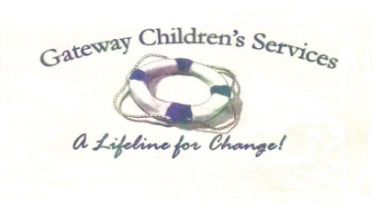 Gateway Children's Services
A Lifeline for Change!